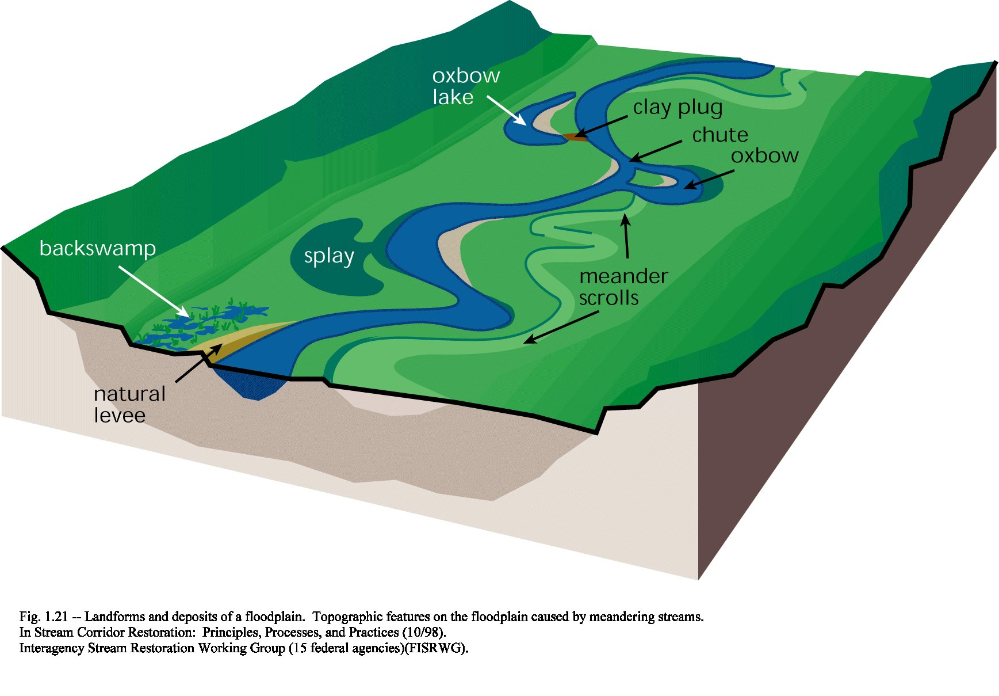 oxbow
lake
clay plug
chute
oxbow
backswamp
splay
meander
scrolls
natural
levee
Fig. 1.21 -- Landforms and deposits of a floodplain.  Topographic features on the floodplain caused by meandering streams.
In Stream Corridor Restoration:  Principles, Processes, and Practices (10/98).
Interagency Stream Restoration Working Group (15 federal agencies)(FISRWG).